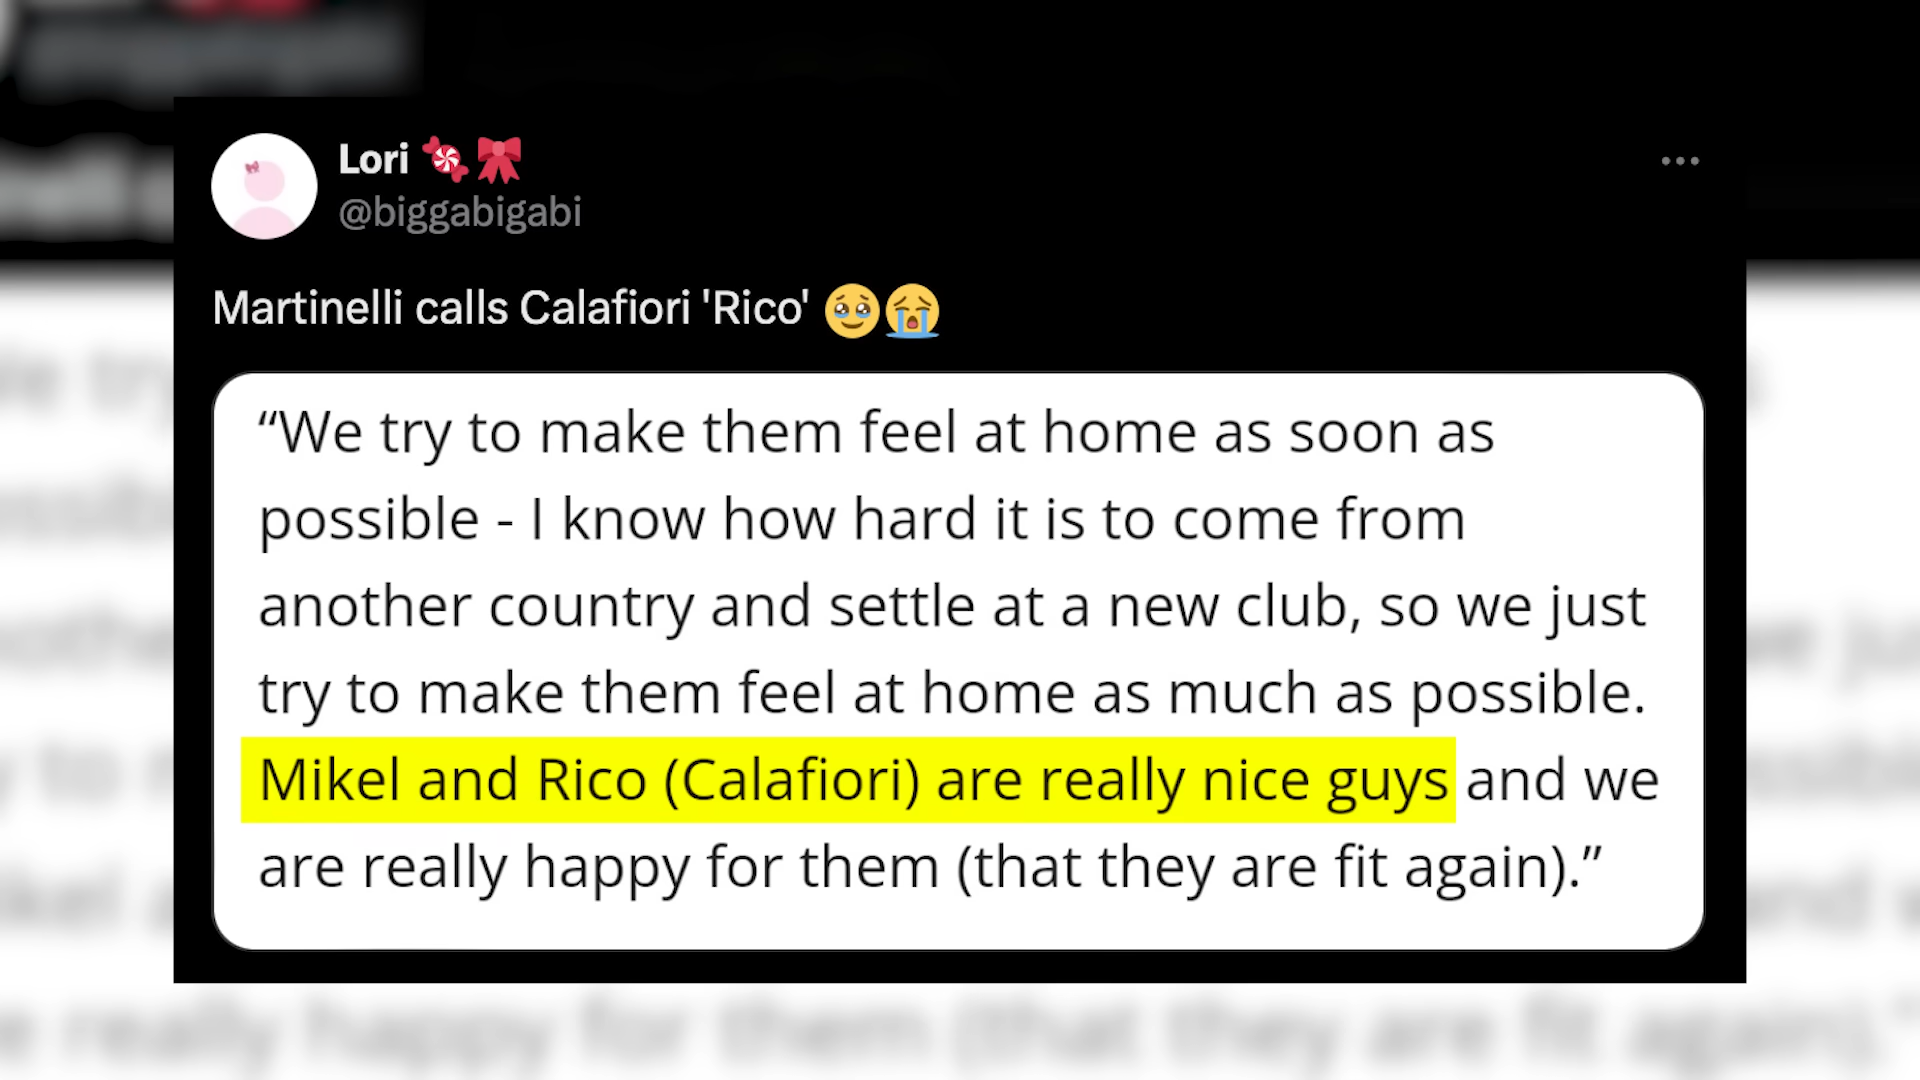 Lori 🍬🎀
@biggabigabi
Martinelli calls Calafiori 'Rico' 🥹😭
“We try to make them feel at home as soon as
possible - I know how hard it is to come from
another country and settle at a new club, so we just
try to make them feel at home as much as possible.
Mikel and Rico (Calafiori) are really nice guys and we
are really happy for them (that they are fit again).”